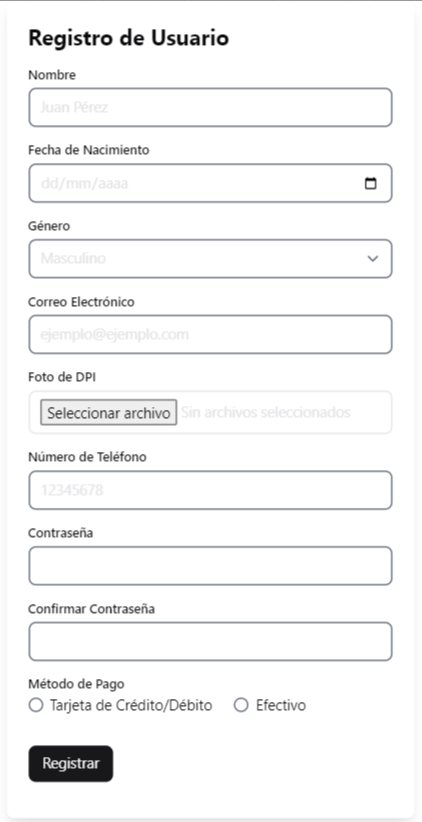 Registro de Usuario
Nombre
Juan Pérez
Fecha de Nacimiento
dd/mm/aaaa
Género
Masculino
Correo Electrónico
ejemplo@ejemplo.com
Foto de DPI
Seleccionar archivo Sin archivos seleccionados
Número de Teléfono
12345678
Contraseña
Confirmar Contraseña
Método de Pago
Tarjeta de Crédito/Débito Efectivo
Registrar